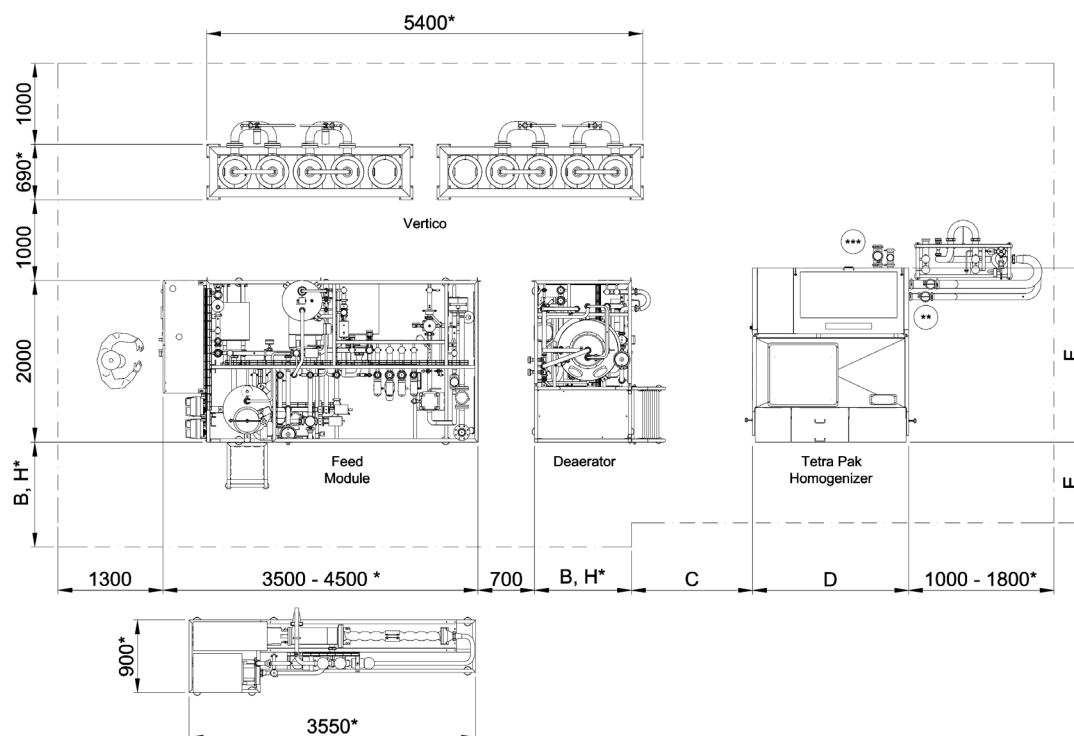 5400*
1000
690*
1000
2000
B, H*
Vertico
***
**
Feed
Module
Deaerator
Tetra Pak
Homogenizer
E
F
1300
3500 - 4500 *
700
B, H*
C
D
1000 - 1800*
900*
3550*